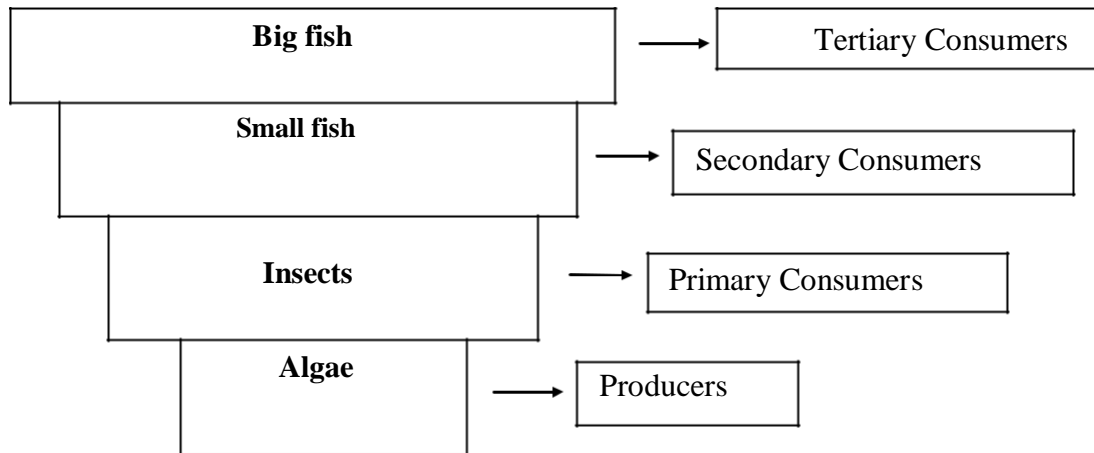 Big fish
Tertiary Consumers
Small fish
Secondary Consumers
Insects
Primary Consumers
Algae
Producers